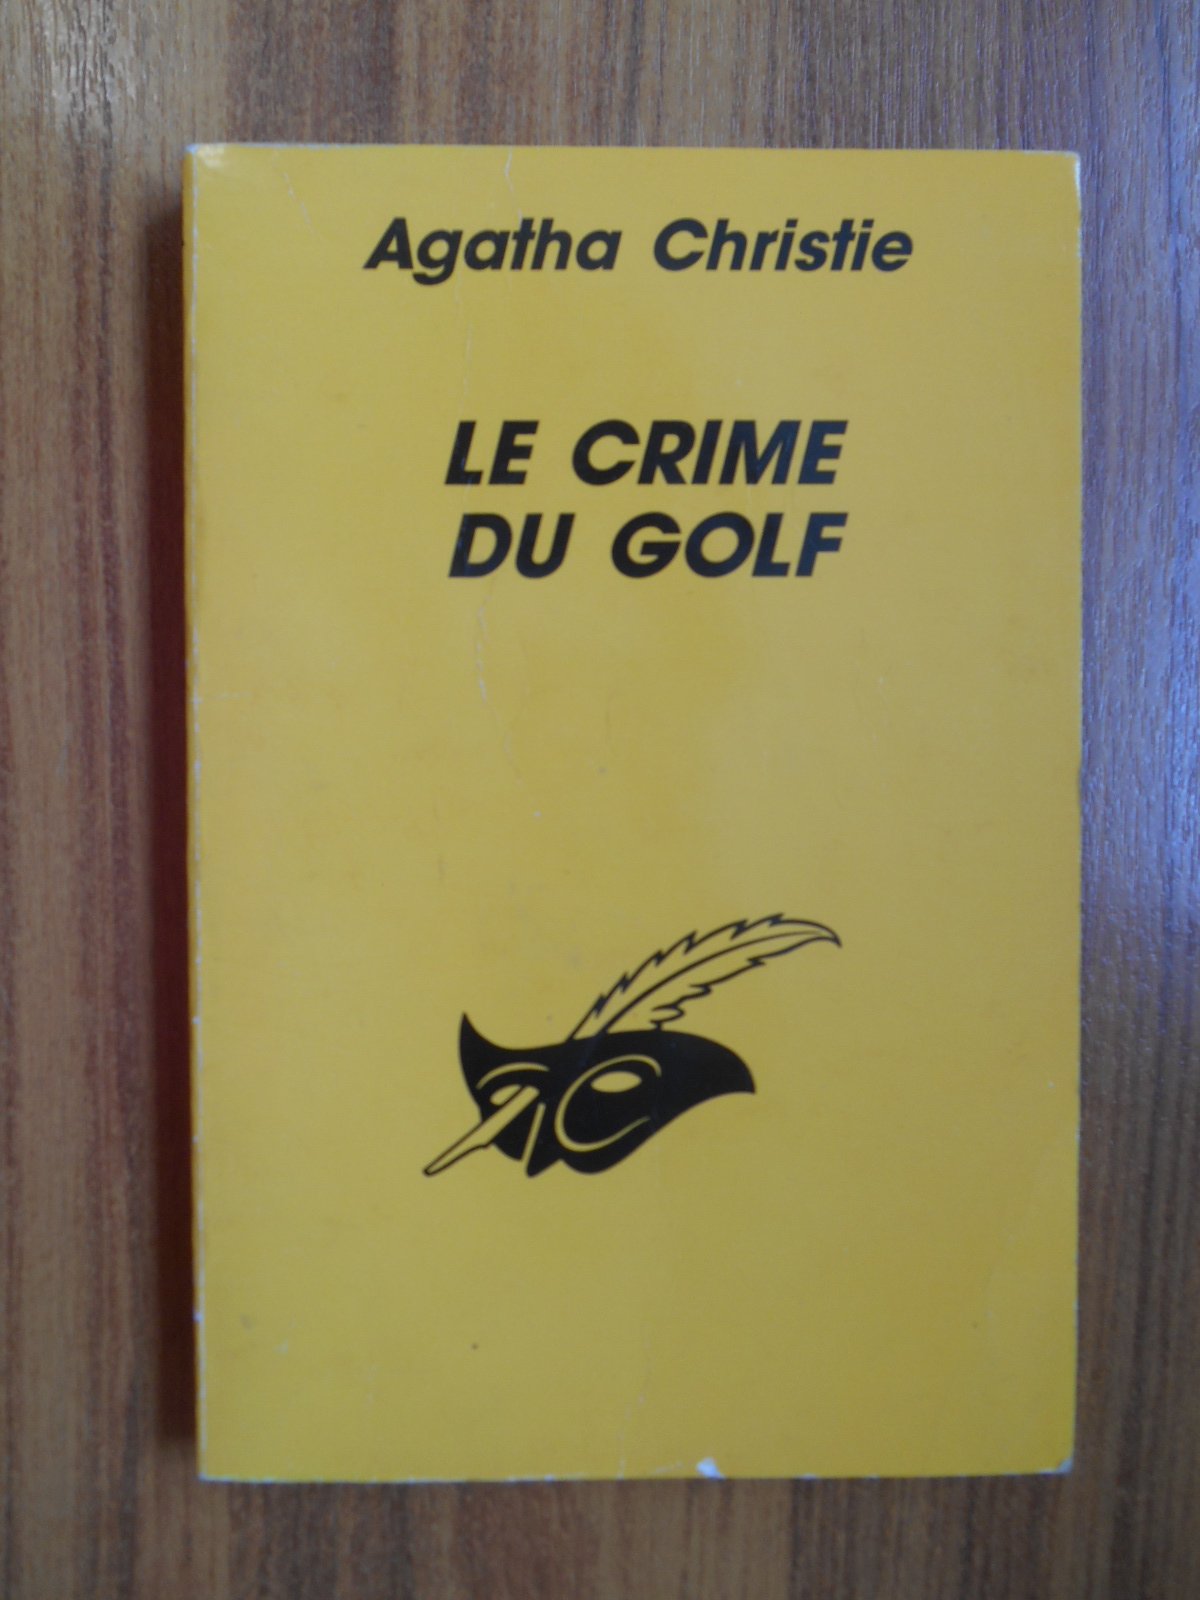 Agatha Christie
LE CRIME
DU GOLF